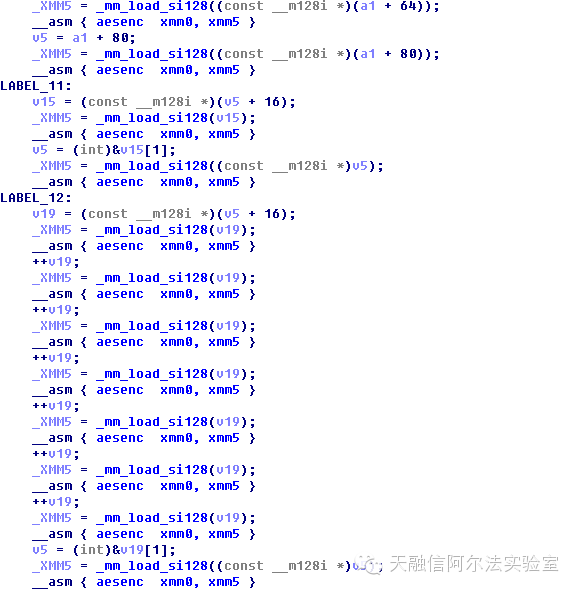 _XMM5 = _mm_load_si128((const __m128i *)(a1 + 64));
__asm { aesenc  xmm0, xmm5 }
v5 = a1 + 80;
_XMM5 = _mm_load_si128((const __m128i *)(a1 + 80));
__asm { aesenc  xmm0, xmm5 }
LABEL_11:
v15 = (const __m128i *)(v5 + 16);
_XMM5 = _mm_load_si128(v15);
__asm { aesenc  xmm0, xmm5 }
v5 = (int)&v15[1];
_XMM5 = _mm_load_si128((const __m128i *)v5);
__asm { aesenc  xmm0, xmm5 }
LABEL_12:
v19 = (const __m128i *)(v5 + 16);
_XMM5 = _mm_load_si128(v19);
__asm { aesenc  xmm0, xmm5 }
++v19;
_XMM5 = _mm_load_si128(v19);
__asm { aesenc  xmm0, xmm5 }
++v19;
_XMM5 = _mm_load_si128(v19);
__asm { aesenc  xmm0, xmm5 }
++v19;
_XMM5 = _mm_load_si128(v19);
__asm { aesenc  xmm0, xmm5 }
++v19;
_XMM5 = _mm_load_si128(v19);
__asm { aesenc  xmm0, xmm5 }
++v19;
_XMM5 = _mm_load_si128(v19);
__asm { aesenc  xmm0, xmm5 }
++v19;
_XMM5 = _mm_load_si128(v19);
__asm { aesenc  xmm0, xmm5 }
v5 = (int)&v19[1];
_XMM5 = _mm_load_si128((const __m128i *)
__asm { aesenc  xmm0, xmm5 }
天融信阿尔法实验室